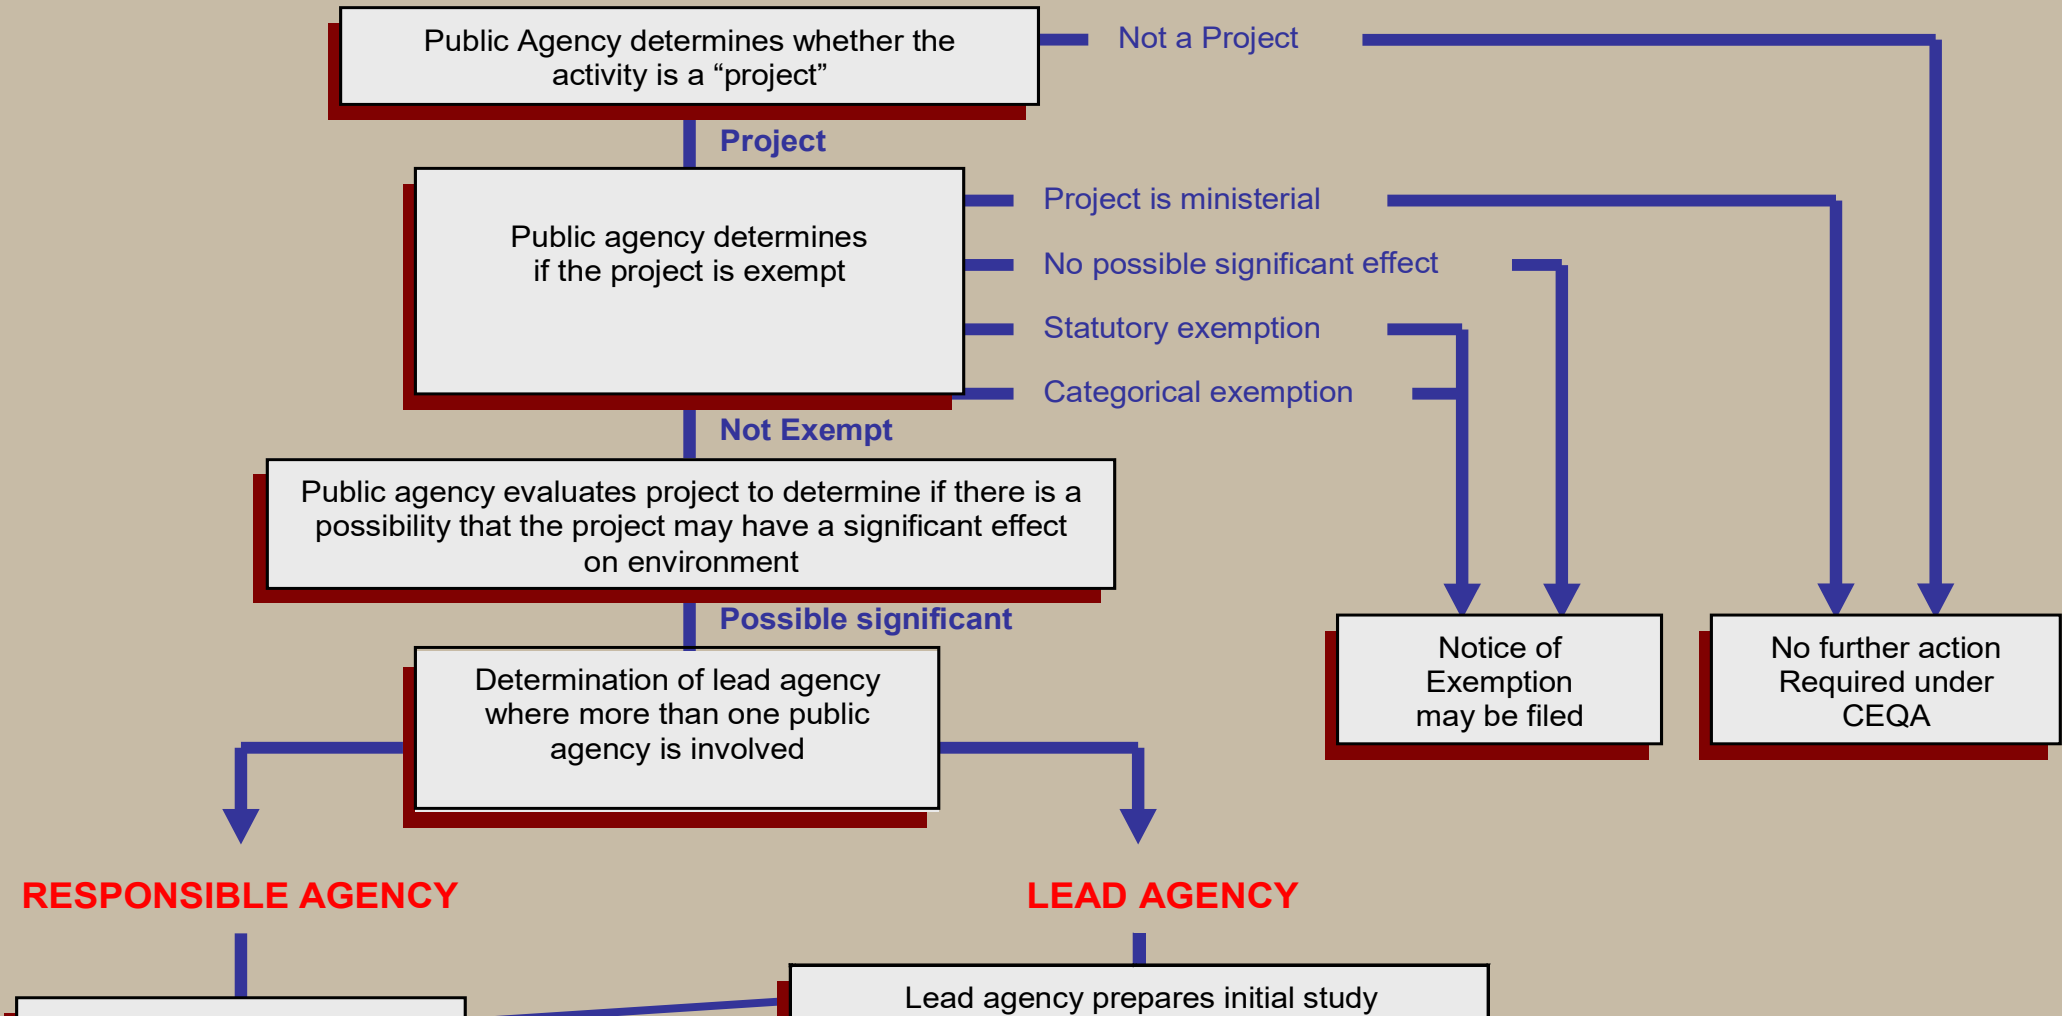 Public Agency determines whether the
activity is a “project”
Not a Project
Project
Public agency determines
if the project is exempt
Project is ministerial
No possible significant effect
Statutory exemption
Categorical exemption
Not Exempt
Public agency evaluates project to determine if there is a
possibility that the project may have a significant effect
on environment
Possible significant
Determination of lead agency
where more than one public
agency is involved
Notice of
Exemption
may be filed
No further action
Required under
CEQA
RESPONSIBLE AGENCY
LEAD AGENCY
Lead agency prepares initial study